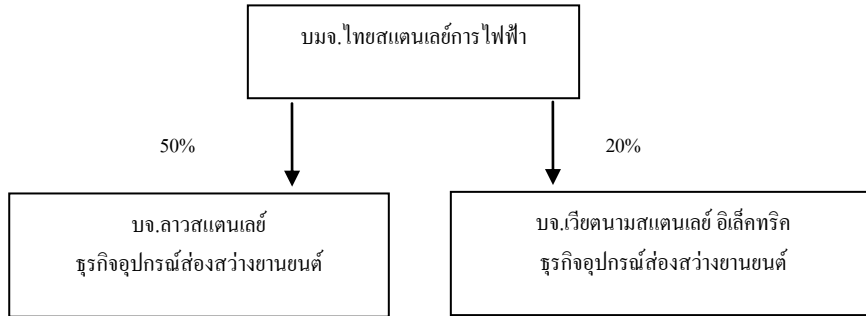 บมจ.ไทยสแตนเลย์การไฟฟ้า
50%
20%
บจ.ลาวสแตนเลย์
ธุรกิจอุปกรณ์ส่องสว่างยานยนต์
บจ.เวียตนามสแตนเลย์ อิเล็คทริค
ธุรกิจอุปกรณ์ส่องสว่างยานยนต์